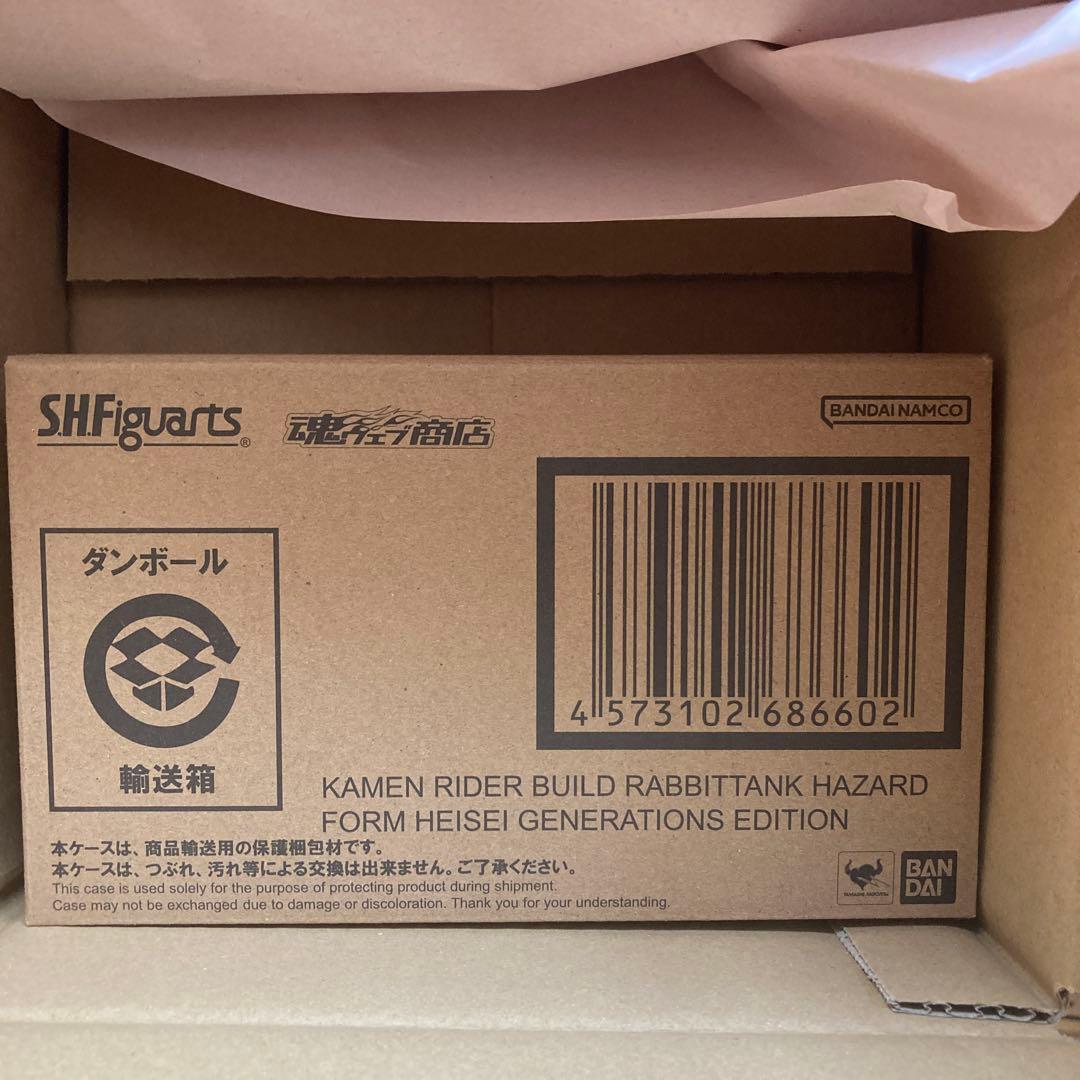 S.H.Figuarts®
魂ウェブ商店
BANDAI NAMCO
ダンボール
輸送箱
4 573102 686602
KAMEN RIDER BUILD RABBITTANK HAZARD
FORM HEISEI GENERATIONS EDITION
本ケースは、商品輸送用の保護梱包材です。
本ケースは、つぶれ、汚れ等による交換は出来ません。ご了承ください。
This case is used solely for the purpose of protecting product during shipment.
Case may not be exchanged due to damage or discoloration. Thank you for your understanding.
TAMASHII NATIONS
BAN
DAI